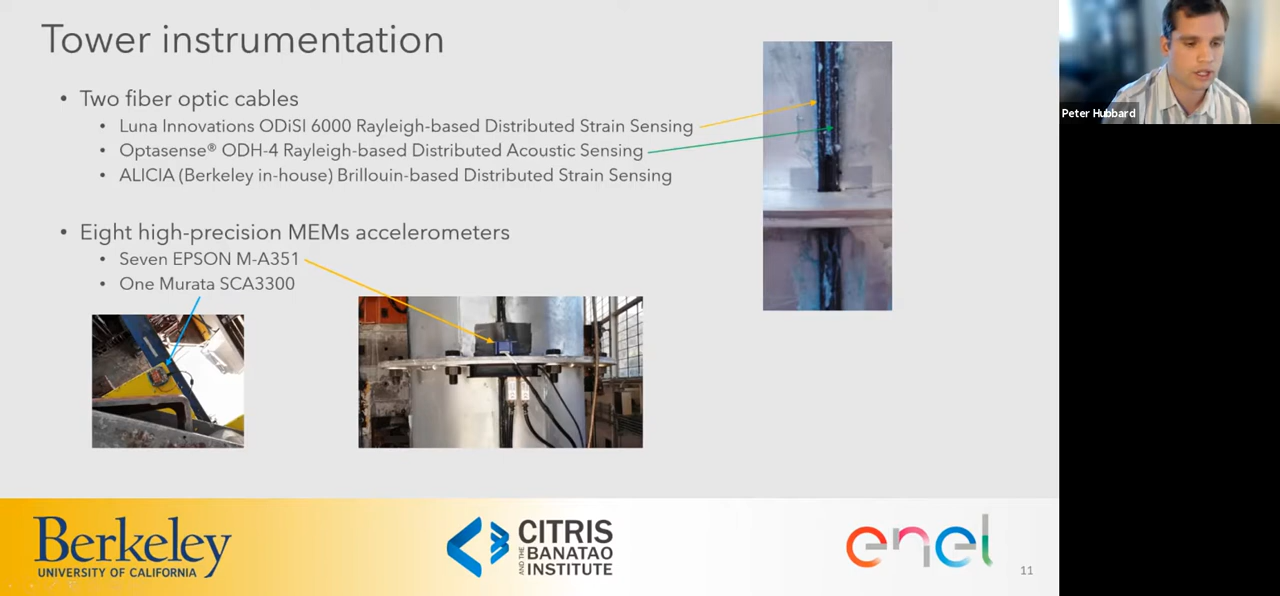 Tower instrumentation
• Two fiber optic cables
• Luna Innovations ODiSI 6000 Rayleigh-based Distributed Strain Sensing
• Optasense® ODH-4 Rayleigh-based Distributed Acoustic Sensing
• ALICIA (Berkeley in-house) Brillouin-based Distributed Strain Sensing
• Eight high-precision MEMs accelerometers
• Seven EPSON M-A351
• One Murata SCA3300
Peter Hubbard
Berkeley
UNIVERSITY OF CALIFORNIA
CITRIS
AND THE
BANATAO
INSTITUTE
enel
11